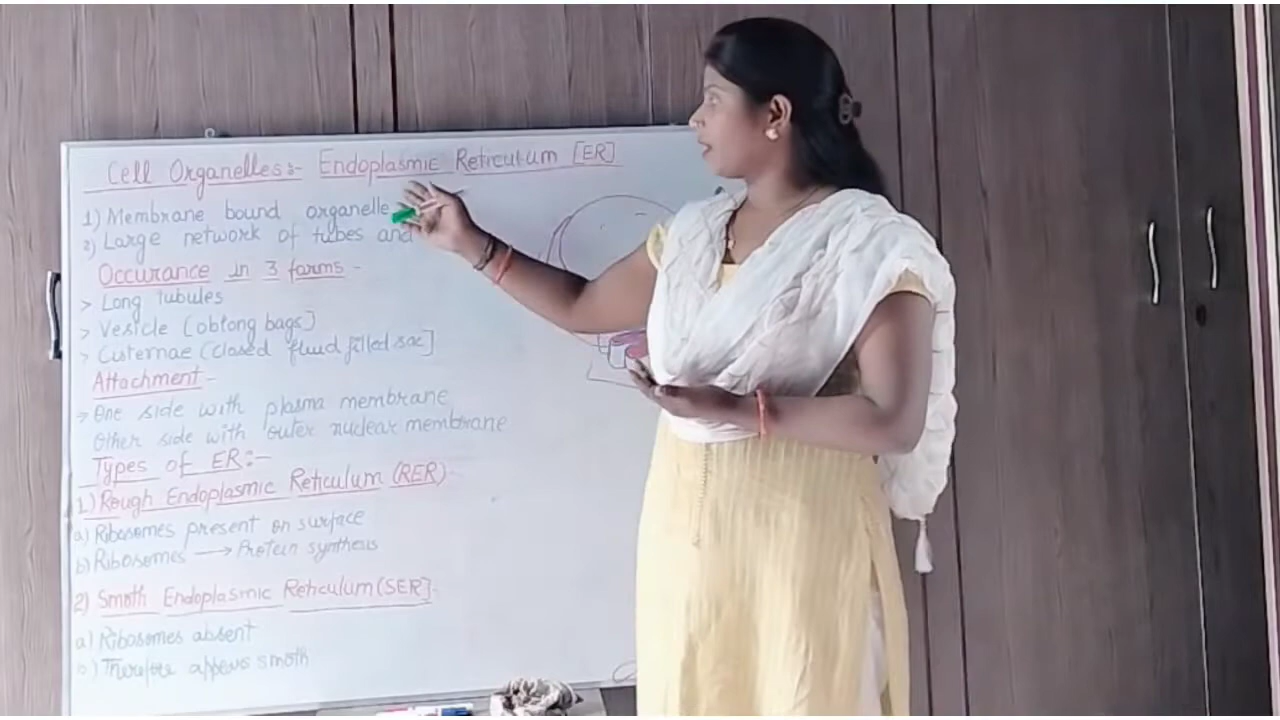 Cell Organelles:- Endoplasmic Reticulum [ER]
1) Membrane bound organelle
2) Large network of tubes and
Occurance in 3 farms -
> Long tubules
> Vesicle [oblong bags]
> Cisternae (closed fluid filled sac]
Attachment -
→ One side with plasma membrane
Other side with outer nuclear membrane
Types of ER:-
1) Rough Endoplasmic Reticulum (RER)
a) Ribosomes present on surface
b) Ribosomes → Protein synthesis
2) Smoth Endoplasmic Reticulum (SER]
a) Ribosomes absent
b) Therefore appears smoth